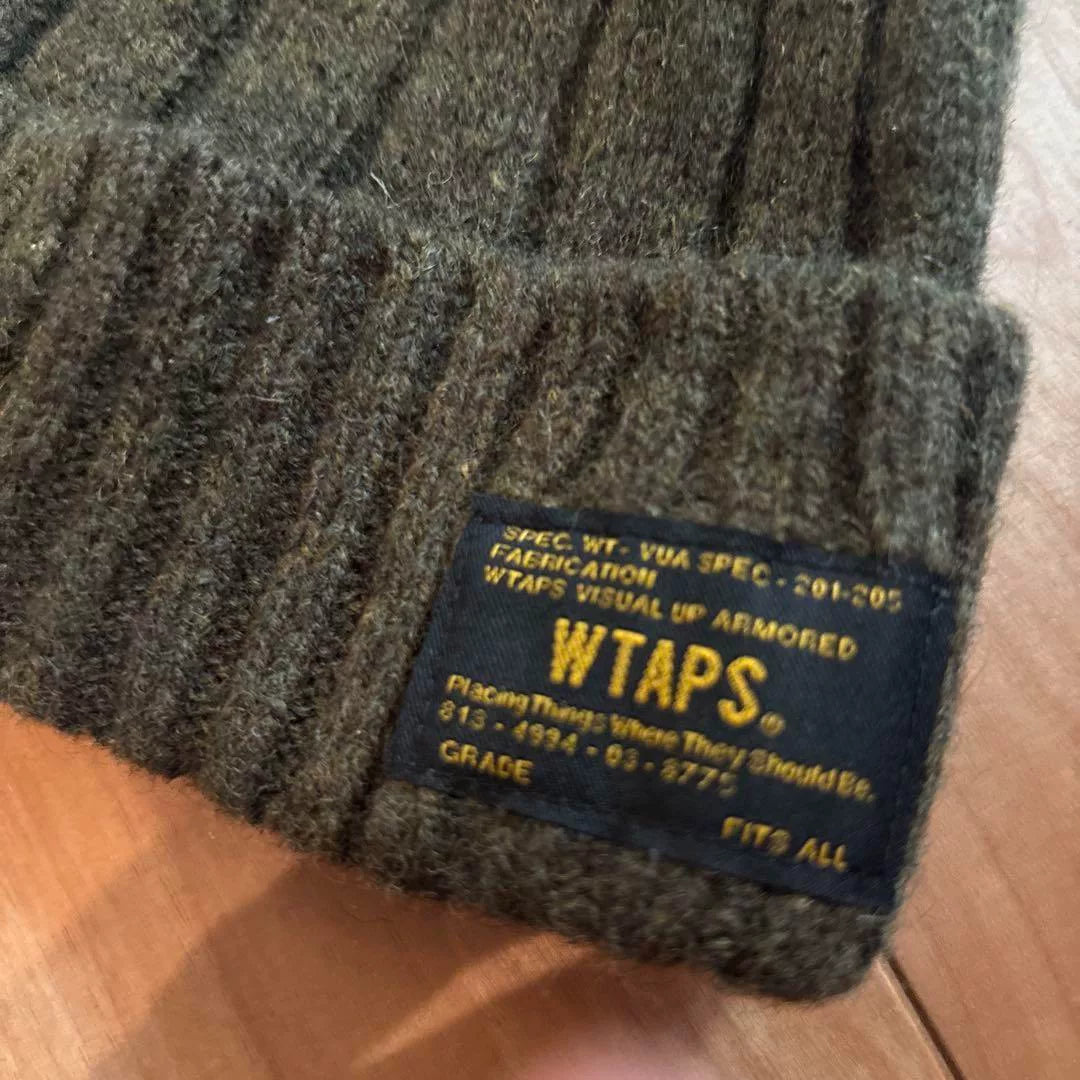 SPEC. WT- VUA SPEC - 201-205
FABRICATION
WTAPS VISUAL UP ARMORED
WTAPS®
Placing Things Where They Should Be.
813 - 4994 - 03 - 8775
GRADE
FITS ALL